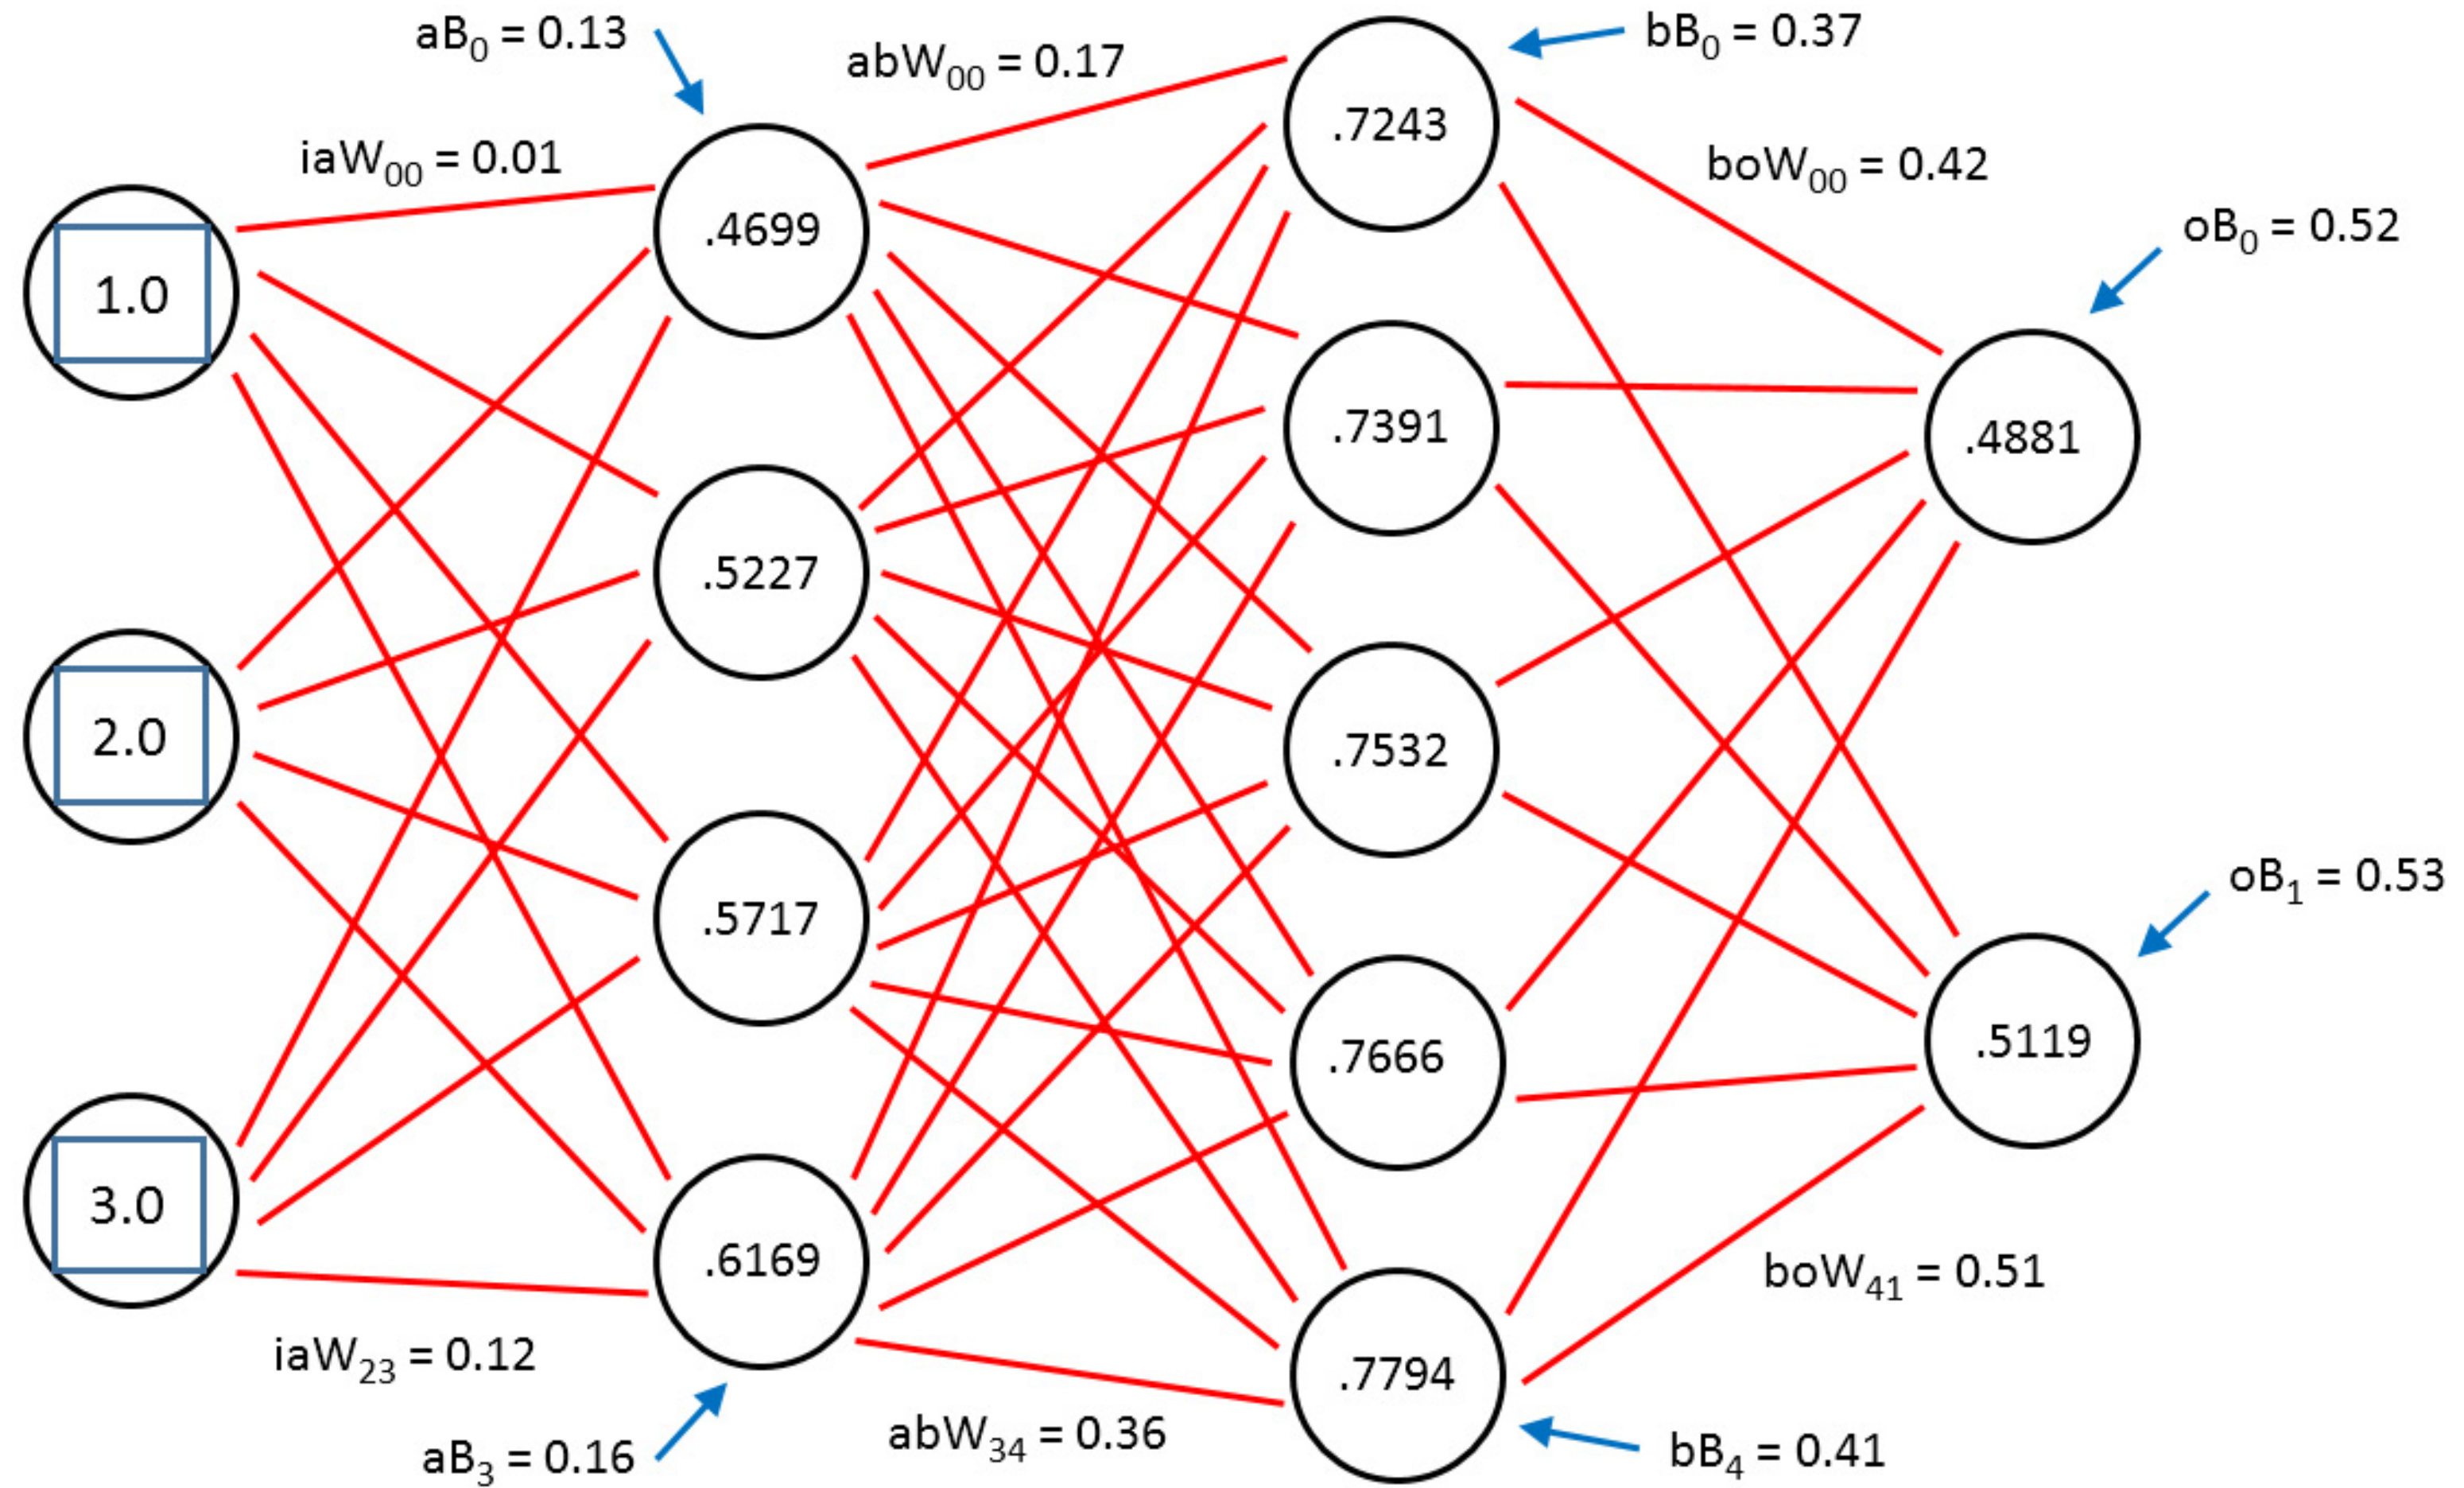 aB₀ = 0.13
abW₀₀ = 0.17
bB₀ = 0.37
iaW₀₀ = 0.01
boW₀₀ = 0.42
oB₀ = 0.52
1.0
.4699
.7243
.7391
.4881
2.0
.5227
.7532
oB₁ = 0.53
.5717
.7666
.5119
3.0
.6169
.7794
boW₄₁ = 0.51
iaW₂₃ = 0.12
abW₃₄ = 0.36
aB₃ = 0.16
bB₄ = 0.41